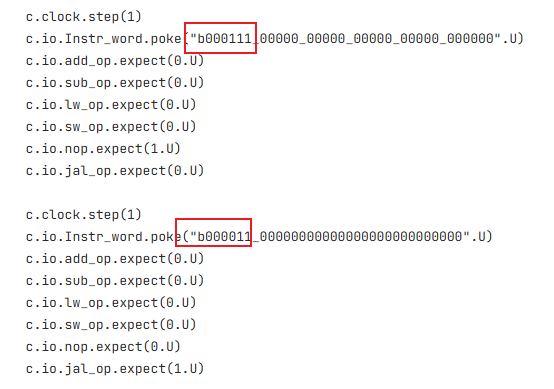 c.clock.step(1)
c.io.Instr_word.poke("b000111_00000_00000_00000_00000_000000".U)
c.io.add_op.expect(0.U)
c.io.sub_op.expect(0.U)
c.io.lw_op.expect(0.U)
c.io.sw_op.expect(0.U)
c.io.nop.expect(1.U)
c.io.jal_op.expect(0.U)
c.clock.step(1)
c.io.Instr_word.poke("b000011_00000000000000000000000000".U)
c.io.add_op.expect(0.U)
c.io.sub_op.expect(0.U)
c.io.lw_op.expect(0.U)
c.io.sw_op.expect(0.U)
c.io.nop.expect(0.U)
c.io.jal_op.expect(1.U)